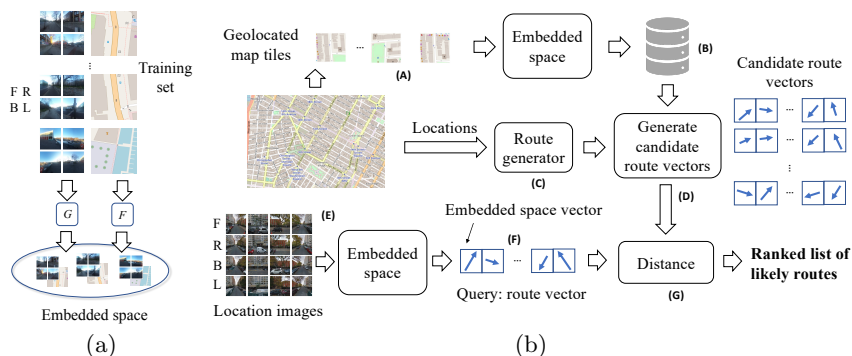 Training
set
F R
B L
G
F
Embedded space
(a)
Geolocated
map tiles
...
(A)
Embedded
space
(B)
Candidate route
vectors
Locations
Route
generator
(C)
Generate
candidate
route vectors
(D)
...
...
...
...
Location images
F
R
B
L
(E)
Embedded
space
Embedded space vector
(F)
...
Query: route vector
Distance
(G)
Ranked list of
likely routes
(b)